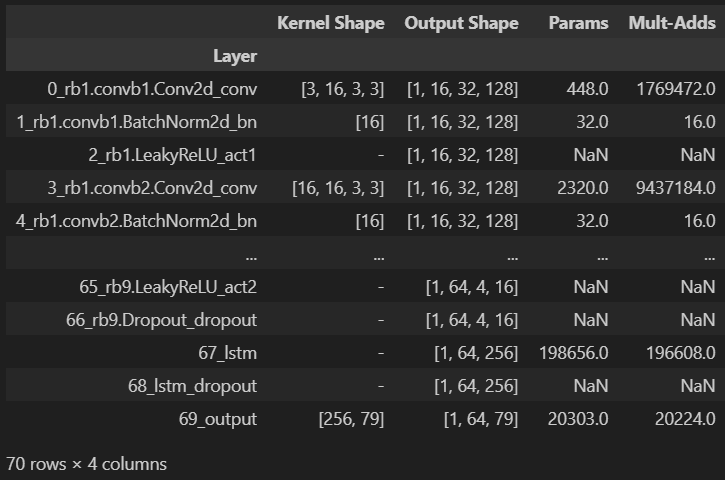 Kernel Shape Output Shape Params Mult-Adds
Layer
0_rb1.convb1.Conv2d_conv [3, 16, 3, 3] [1, 16, 32, 128] 448.0 1769472.0
1_rb1.convb1.BatchNorm2d_bn [16] [1, 16, 32, 128] 32.0 16.0
2_rb1.LeakyReLU_act1 - [1, 16, 32, 128] NaN NaN
3_rb1.convb2.Conv2d_conv [16, 16, 3, 3] [1, 16, 32, 128] 2320.0 9437184.0
4_rb1.convb2.BatchNorm2d_bn [16] [1, 16, 32, 128] 32.0 16.0
... ... ... ... ...
65_rb9.LeakyReLU_act2 - [1, 64, 4, 16] NaN NaN
66_rb9.Dropout_dropout - [1, 64, 4, 16] NaN NaN
67_lstm - [1, 64, 256] 198656.0 196608.0
68_lstm_dropout - [1, 64, 256] NaN NaN
69_output [256, 79] [1, 64, 79] 20303.0 20224.0
70 rows × 4 columns